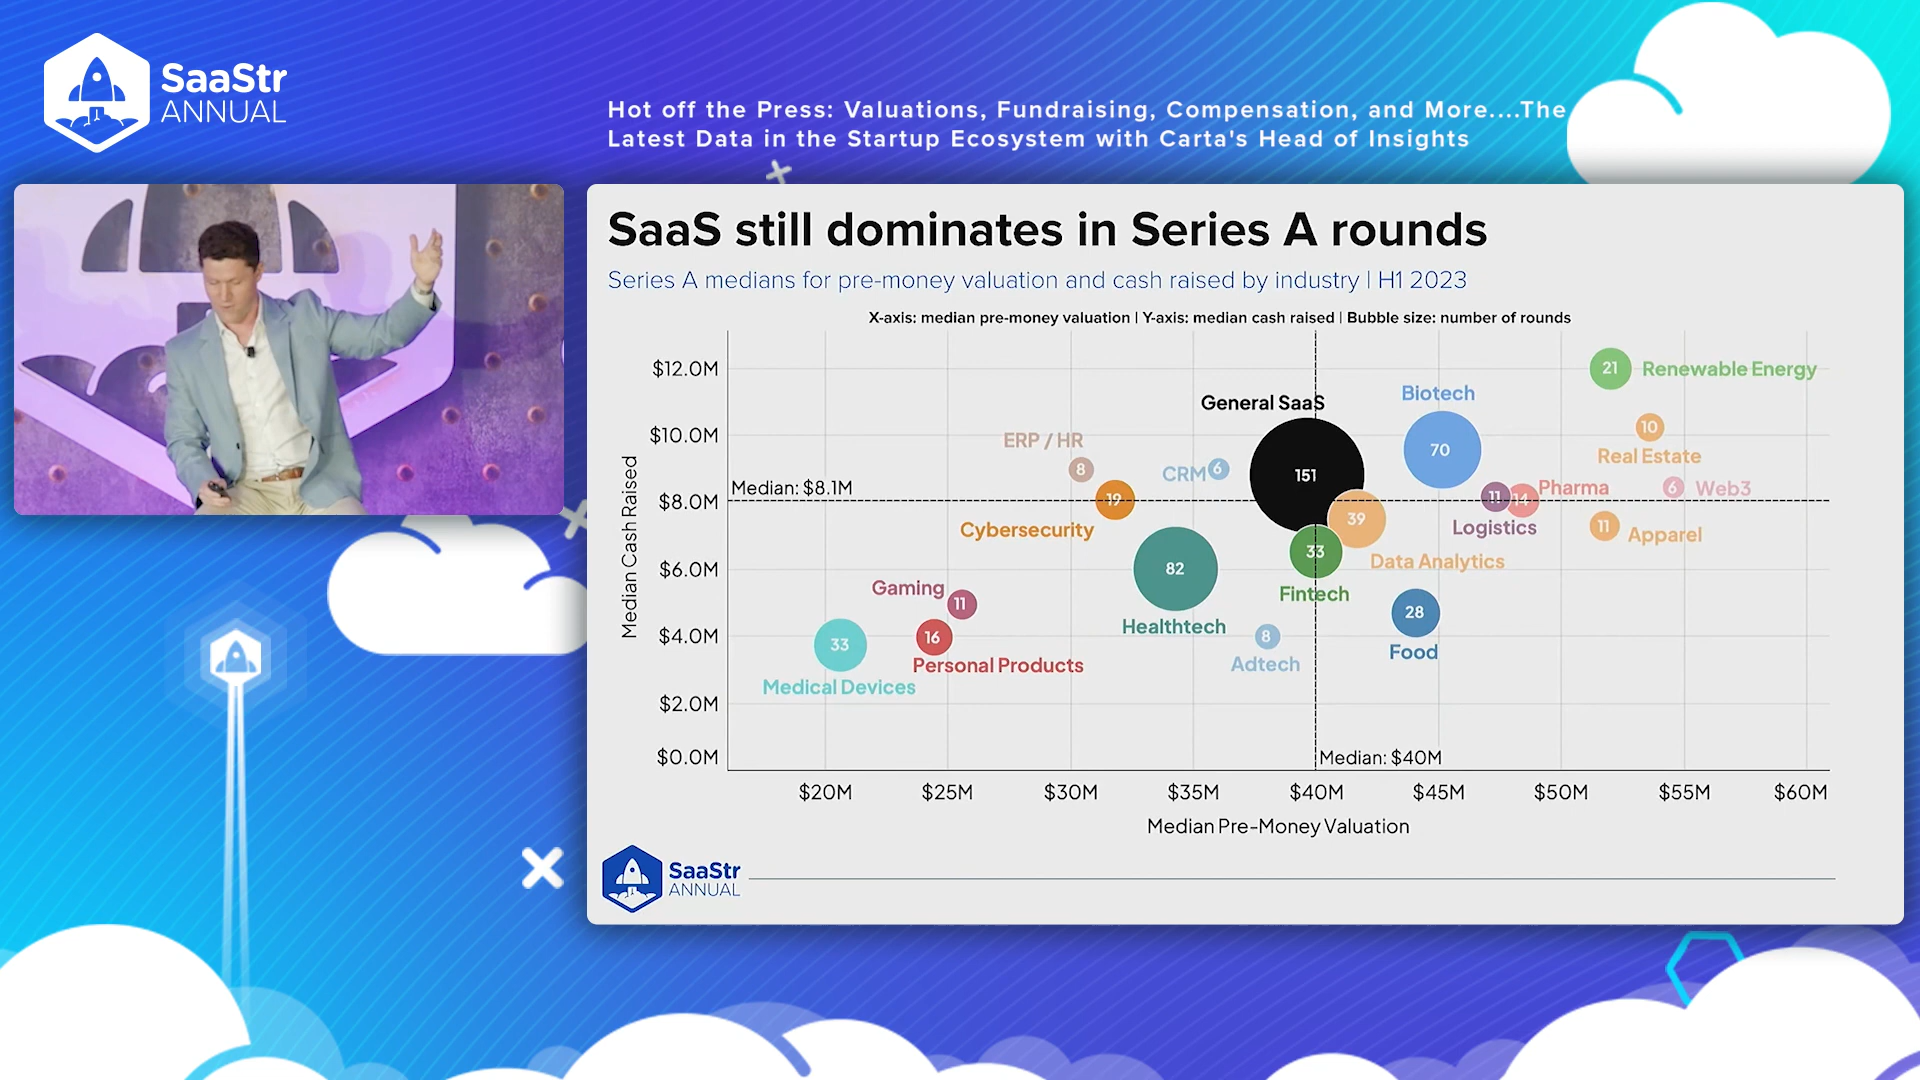 SaaStr
ANNUAL
Hot off the Press: Valuations, Fundraising, Compensation, and More....The
Latest Data in the Startup Ecosystem with Carta's Head of Insights
SaaS still dominates in Series A rounds
Series A medians for pre-money valuation and cash raised by industry | H1 2023
X-axis: median pre-money valuation | Y-axis: median cash raised | Bubble size: number of rounds
$12.0M
21 Renewable Energy
Biotech
General SaaS
10
$10.0M
ERP / HR
70
Real Estate
8
CRM 6
151
Median: $8.1M
Pharma
6 Web3
$8.0M
19
11
14
39
11 Apparel
Cybersecurity
Logistics
33
Data Analytics
$6.0M
82
Gaming
Fintech
11
28
Healthtech
$4.0M
16
8
33
Food
Personal Products
Adtech
Medical Devices
$2.0M
$0.0M
Median: $40M
Median Cash Raised
$20M $25M $30M $35M $40M $45M $50M $55M $60M
Median Pre-Money Valuation
SaaStr
ANNUAL